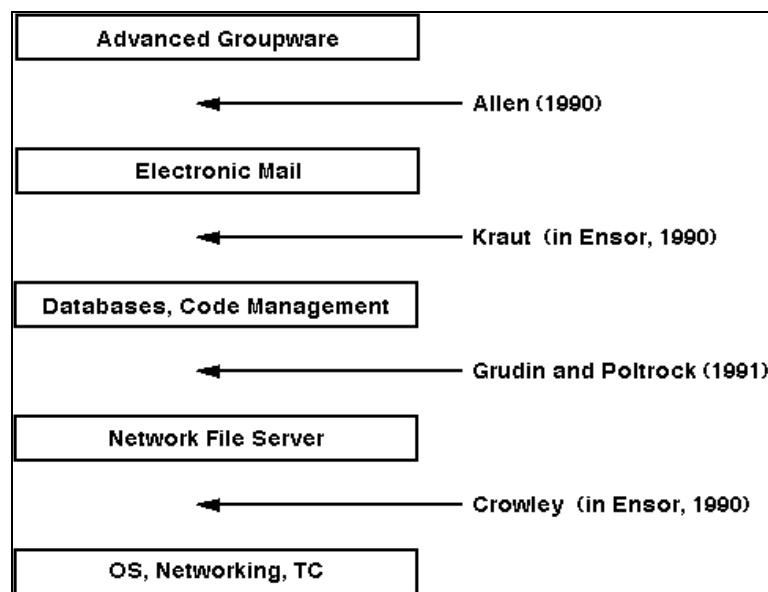 Advanced Groupware
Allen (1990)
Electronic Mail
Kraut (in Ensor, 1990)
Databases, Code Management
Grudin and Poltrock (1991)
Network File Server
Crowley (in Ensor, 1990)
OS, Networking, TC